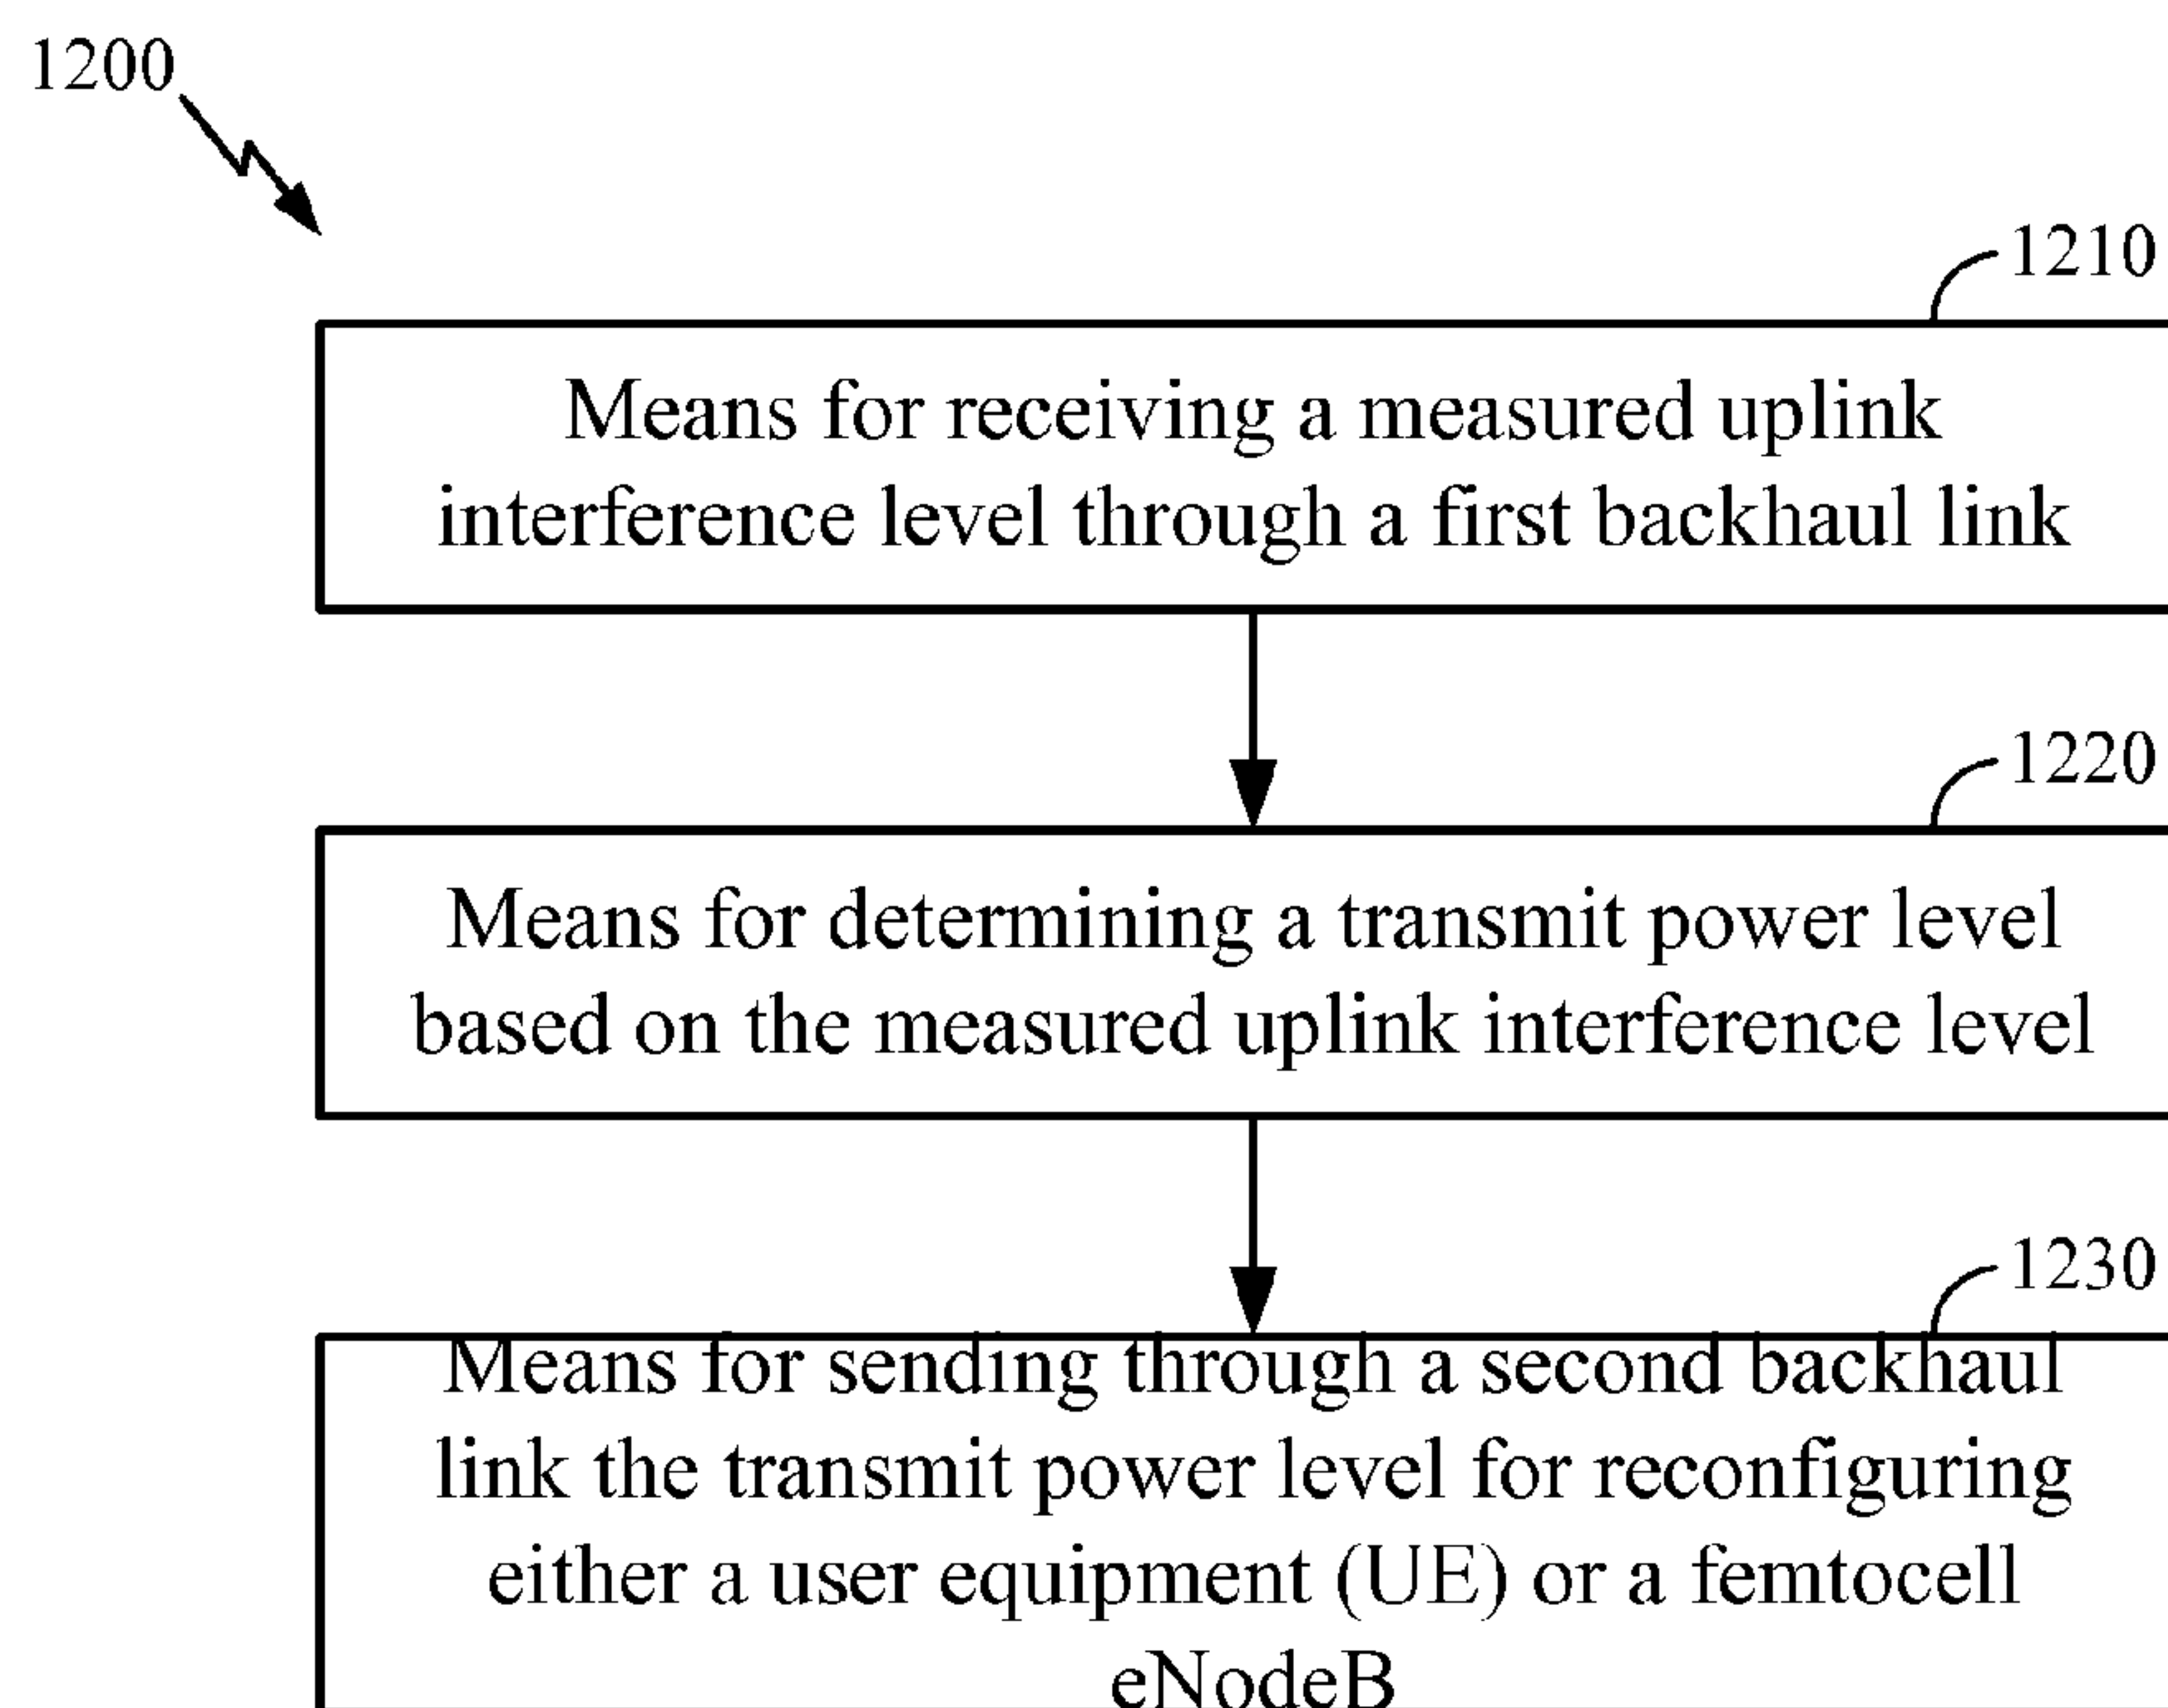 1200
1210
Means for receiving a measured uplink
interference level through a first backhaul link
1220
Means for determining a transmit power level
based on the measured uplink interference level
1230
Means for sending through a second backhaul
link the transmit power level for reconfiguring
either a user equipment (UE) or a femtocell
eNodeB